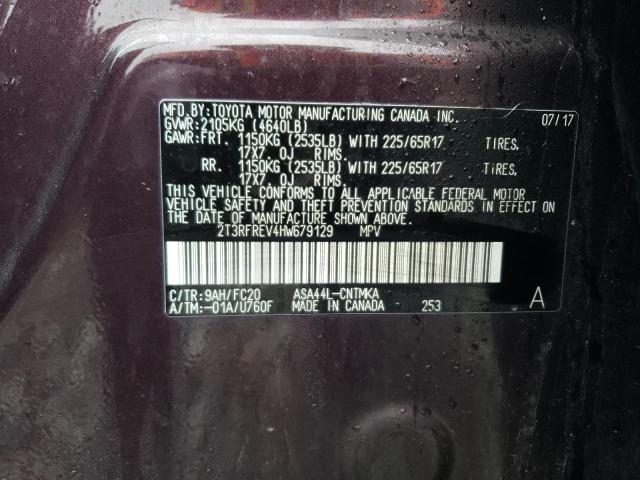 MFD.BY:TOYOTA MOTOR MANUFACTURING CANADA INC. 07/17
GVWR:2105KG (4640LB)
GAWR:FRT. 1150KG (2535LB) WITH 225/65R17 TIRES,
17X7.0J RIMS.
RR. 1150KG (2535LB) WITH 225/65R17 TIRES,
17X7.0J RIMS.
THIS VEHICLE CONFORMS TO ALL APPLICABLE FEDERAL MOTOR
VEHICLE SAFETY AND THEFT PREVENTION STANDARDS IN EFFECT ON
THE DATE OF MANUFACTURE SHOWN ABOVE.
2T3RFREV4HW679129 MPV
C/TR:9AH/FC20 ASA44L-CNTMKA
A/TM:-01A/U760F MADE IN CANADA 253 A